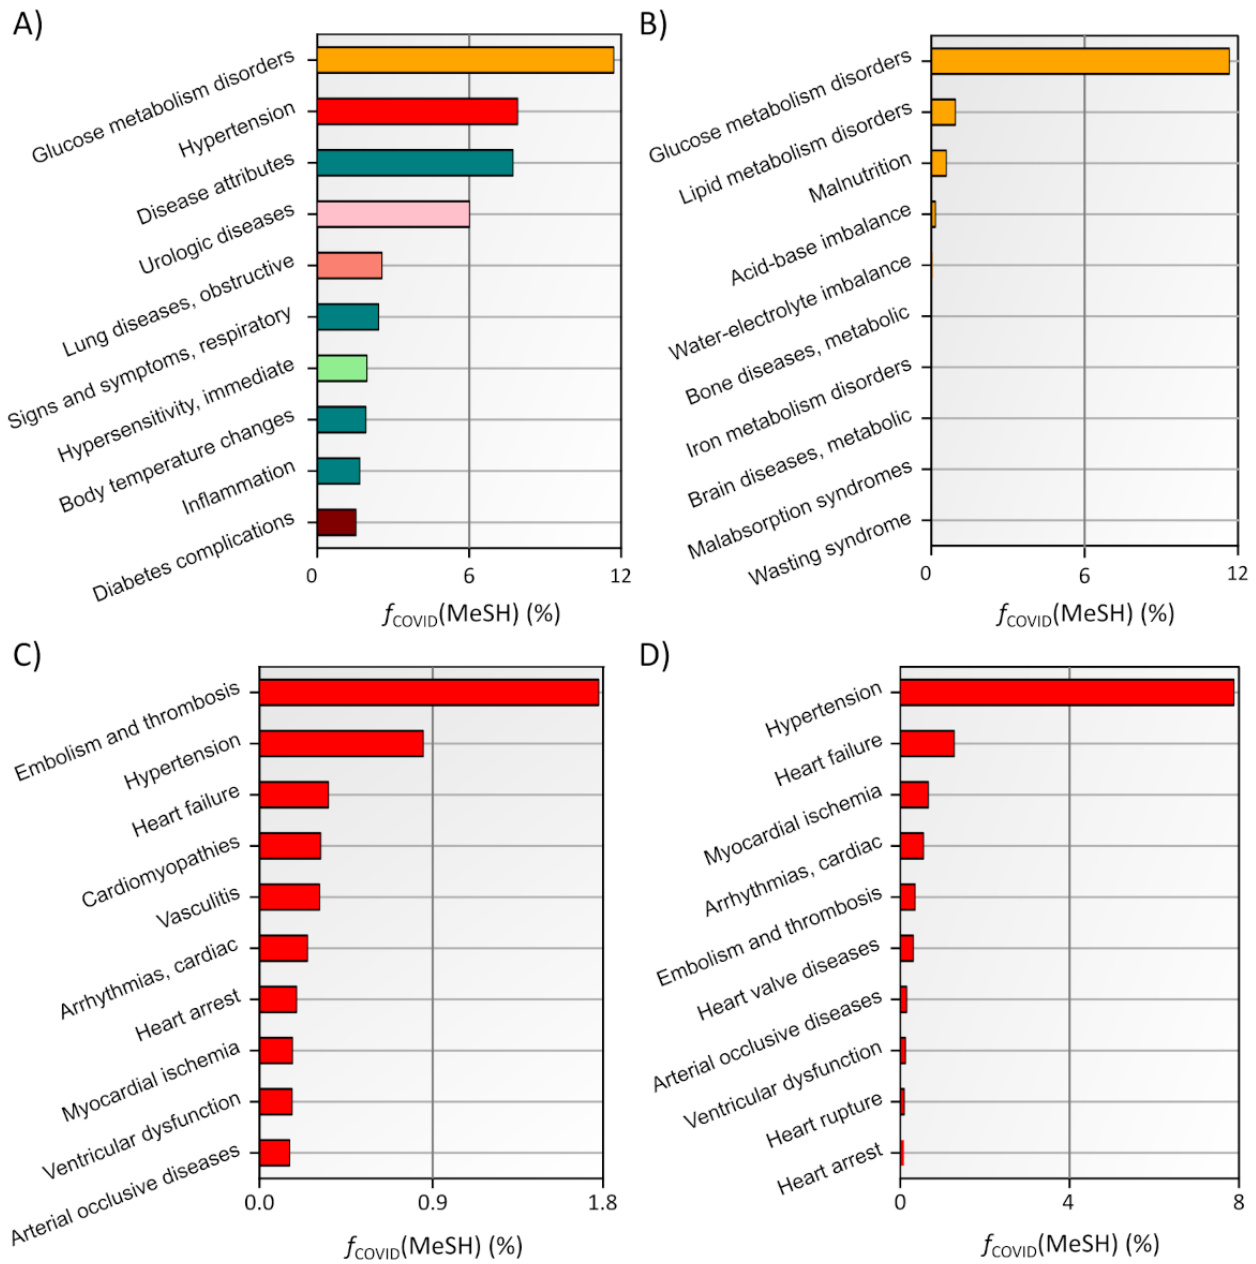 A)
Glucose metabolism disorders
Hypertension
Disease attributes
Urologic diseases
Lung diseases, obstructive
Signs and symptoms, respiratory
Hypersensitivity, immediate
Body temperature changes
Inflammation
Diabetes complications
0 6 12
fCOVID(MeSH) (%)
B)
Glucose metabolism disorders
Lipid metabolism disorders
Malnutrition
Acid-base imbalance
Water-electrolyte imbalance
Bone diseases, metabolic
Iron metabolism disorders
Brain diseases, metabolic
Malabsorption syndromes
Wasting syndrome
0 6 12
fCOVID(MeSH) (%)
C)
Embolism and thrombosis
Hypertension
Heart failure
Cardiomyopathies
Vasculitis
Arrhythmias, cardiac
Heart arrest
Myocardial ischemia
Ventricular dysfunction
Arterial occlusive diseases
0.0 0.9 1.8
fCOVID(MeSH) (%)
D)
Hypertension
Heart failure
Myocardial ischemia
Arrhythmias, cardiac
Embolism and thrombosis
Heart valve diseases
Arterial occlusive diseases
Ventricular dysfunction
Heart rupture
Heart arrest
0 4 8
fCOVID(MeSH) (%)